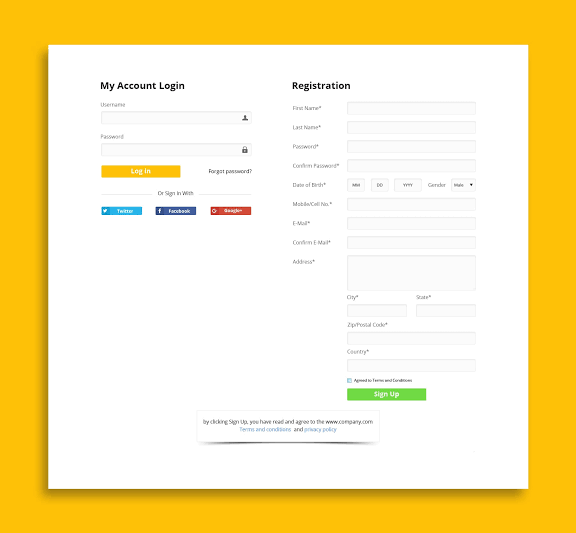 My Account Login
Username
Password
Log In
Forgot password?
Or Sign In With
Twitter
Facebook
Google+
Registration
First Name*
Last Name*
Password*
Confirm Password*
Date of Birth*
MM
DD
YYYY
Gender
Male
Mobile/Cell No.*
E-Mail*
Confirm E-Mail*
Address*
City*
State*
Zip/Postal Code*
Country*
Agreed to Terms and Conditions
Sign Up
by clicking Sign Up, you have read and agree to the www.company.com
Terms and conditions and privacy policy